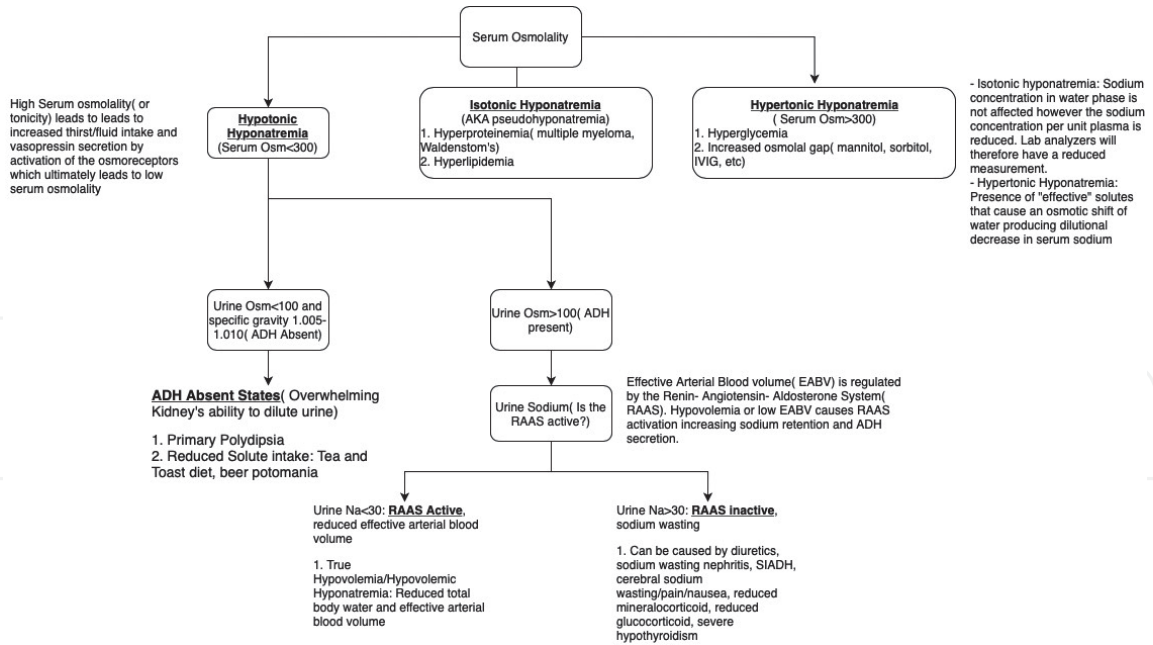 Serum Osmolality
High Serum osmolality( or
tonicity) leads to leads to
increased thirst/fluid intake and
vasopressin secretion by
activation of the osmoreceptors
which ultimately leads to low
serum osmolality
Hypotonic
Hyponatremia
(Serum Osm<300)
Isotonic Hyponatremia
(AKA pseudohyponatremia)
1. Hyperproteinemia( multiple myeloma,
Waldenstom's)
2. Hyperlipidemia
Hypertonic Hyponatremia
( Serum Osm>300)
1. Hyperglycemia
2. Increased osmolal gap( mannitol, sorbitol,
IVIG, etc)
- Isotonic hyponatremia: Sodium
concentration in water phase is
not affected however the sodium
concentration per unit plasma is
reduced. Lab analyzers will
therefore have a reduced
measurement.
- Hypertonic Hyponatremia:
Presence of "effective" solutes
that cause an osmotic shift of
water producing dilutional
decrease in serum sodium
Urine Osm<100 and
specific gravity 1.005-
1.010( ADH Absent)
Urine Osm>100( ADH
present)
ADH Absent States( Overwhelming
Kidney's ability to dilute urine)
1. Primary Polydipsia
2. Reduced Solute intake: Tea and
Toast diet, beer potomania
Urine Sodium( Is the
RAAS active?)
Effective Arterial Blood volume( EABV) is regulated
by the Renin- Angiotensin- Aldosterone System(
RAAS). Hypovolemia or low EABV causes RAAS
activation increasing sodium retention and ADH
secretion.
Urine Na<30: RAAS Active,
reduced effective arterial blood
volume
1. True
Hypovolemia/Hypovolemic
Hyponatremia: Reduced total
body water and effective arterial
blood volume
Urine Na>30: RAAS inactive,
sodium wasting
1. Can be caused by diuretics,
sodium wasting nephritis, SIADH,
cerebral sodium
wasting/pain/nausea, reduced
mineralocorticoid, reduced
glucocorticoid, severe
hypothyroidism